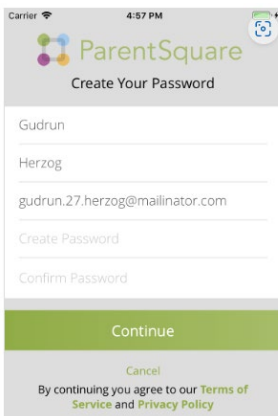 Carrier 4:57 PM
ParentSquare
Create Your Password
Gudrun
Herzog
gudrun.27.herzog@mailinator.com
Create Password
Confirm Password
Continue
Cancel
By continuing you agree to our Terms of
Service and Privacy Policy